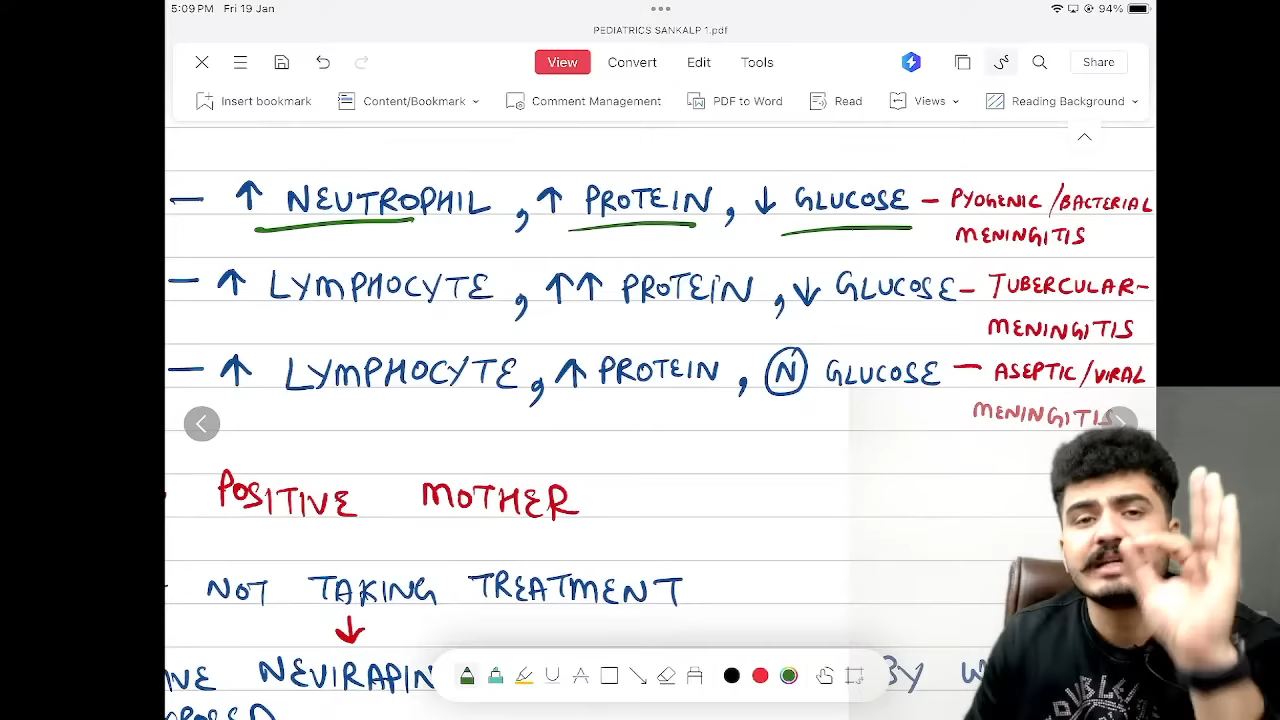 5:09 PM Fri 19 Jan
94%
PEDIATRICS SANKALP 1.pdf
View Convert Edit Tools Share
Insert bookmark Content/Bookmark Comment Management PDF to Word Read Views Reading Background
— ↑ NEUTROPHIL, ↑ PROTEIN, ↓ GLUCOSE – PYOGENIC/BACTERIAL
MENINGITIS
— ↑ LYMPHOCYTE, ↑↑ PROTEIN, ↓ GLUCOSE – TUBERCULAR-
MENINGITIS
— ↑ LYMPHOCYTE, ↑ PROTEIN, N GLUCOSE — ASEPTIC/VIRAL
MENINGITIS
POSITIVE MOTHER
NOT TAKING TREATMENT
↓
NEVIRAPIN
BY